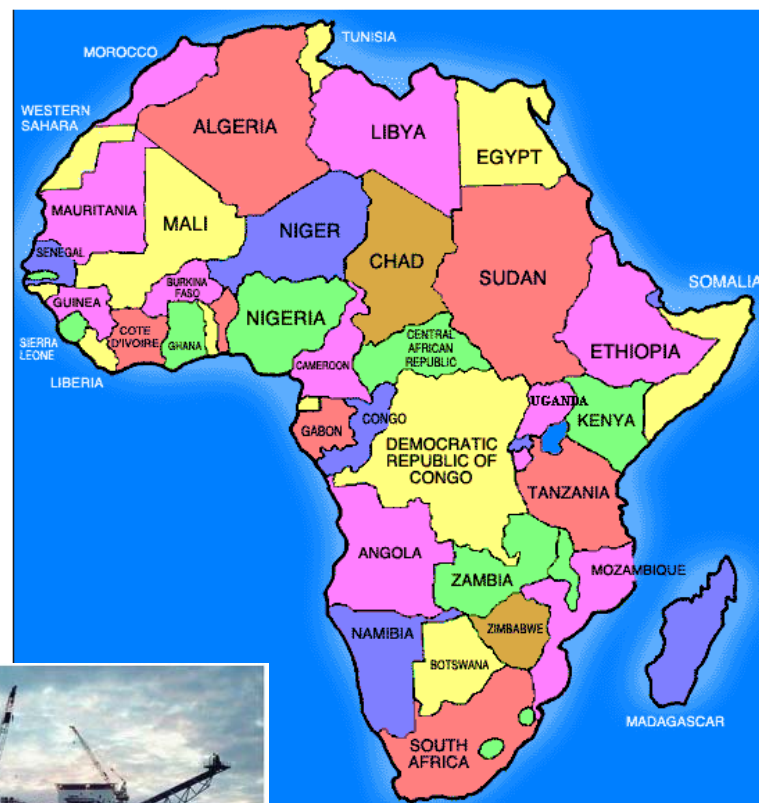 TUNISIA
MOROCCO
WESTERN
SAHARA
ALGERIA
LIBYA
EGYPT
MAURITANIA
MALI
NIGER
CHAD
SUDAN
SENEGAL
SOMALIA
BURKINA
FASO
GUINEA
NIGERIA
SIERRA
LEONE
COTE
D'IVOIRE
GHANA
CENTRAL
AFRICAN
REPUBLIC
ETHIOPIA
CAMEROON
LIBERIA
UGANDA
KENYA
CONGO
GABON
DEMOCRATIC
REPUBLIC OF
CONGO
TANZANIA
ANGOLA
ZAMBIA
MOZAMBIQUE
NAMIBIA
ZIMBABWE
BOTSWANA
MADAGASCAR
SOUTH
AFRICA